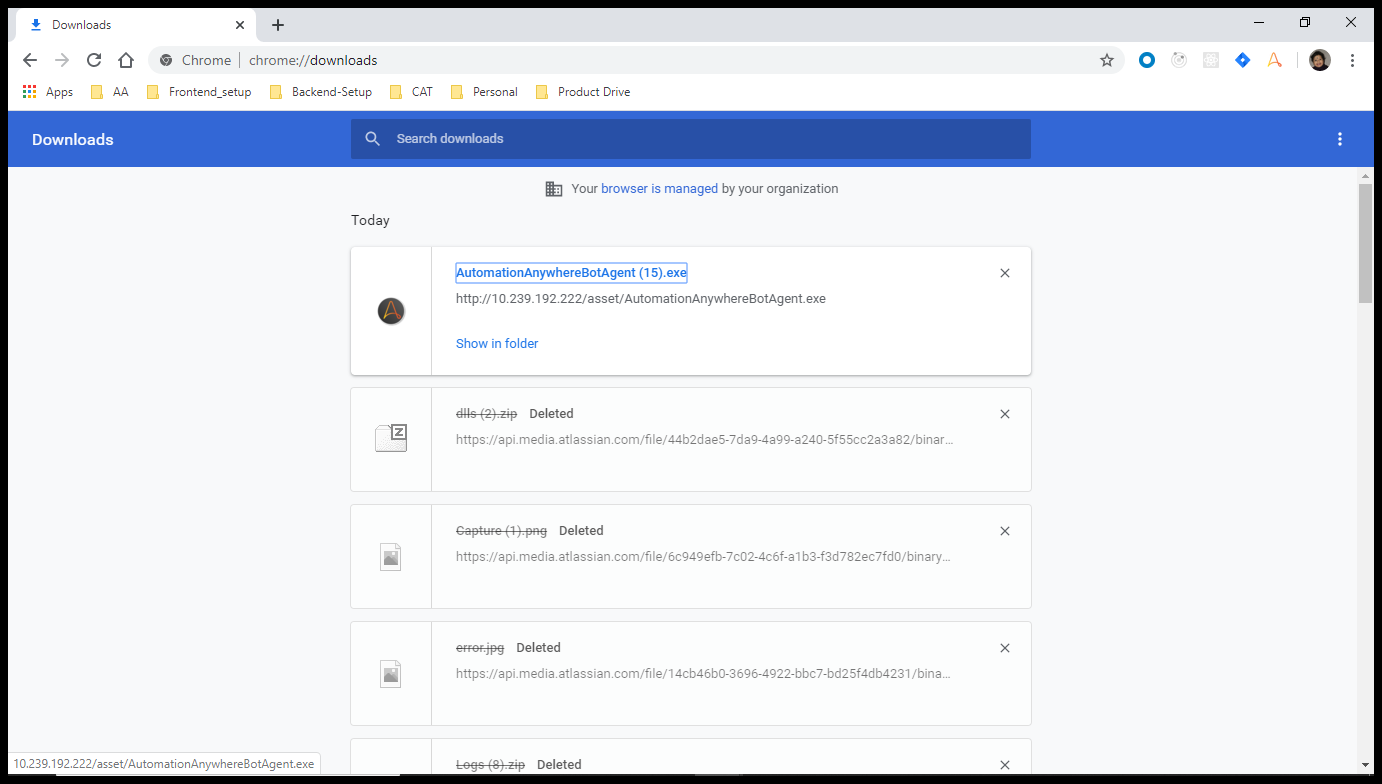 Downloads
Chrome chrome://downloads
Apps AA Frontend_setup Backend-Setup CAT Personal Product Drive
Downloads Search downloads
Your browser is managed by your organization
Today
AutomationAnywhereBotAgent (15).exe
http://10.239.192.222/asset/AutomationAnywhereBotAgent.exe
Show in folder
dlls (2).zip Deleted
https://api.media.atlassian.com/file/44b2dae5-7da9-4a99-a240-5f55cc2a3a82/binar…
Capture (1).png Deleted
https://api.media.atlassian.com/file/6c949efb-7c02-4c6f-a1b3-f3d782ec7fd0/binary…
error.jpg Deleted
https://api.media.atlassian.com/file/14cb46b0-3696-4922-bbc7-bd25f4db4231/bina…
Logs (8).zip Deleted
10.239.192.222/asset/AutomationAnywhereBotAgent.exe